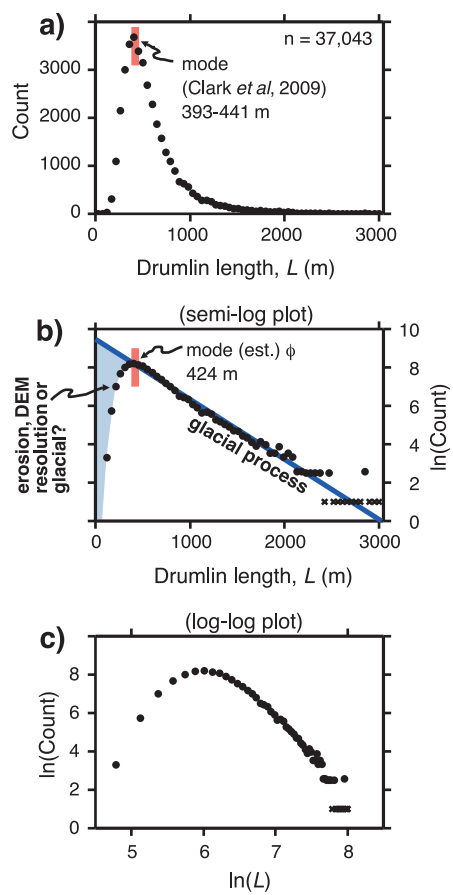 a)
n = 37,043
mode
(Clark et al, 2009)
393-441 m
Count
3000
2000
1000
0
0 1000 2000 3000
Drumlin length, L (m)
(semi-log plot)
b)
mode (est.) ϕ
424 m
erosion, DEM
resolution or
glacial?
glacial process
10
8
6
4
2
0
ln(Count)
0 1000 2000 3000
Drumlin length, L (m)
(log-log plot)
c)
ln(Count)
8
6
4
2
0
5 6 7 8
ln(L)